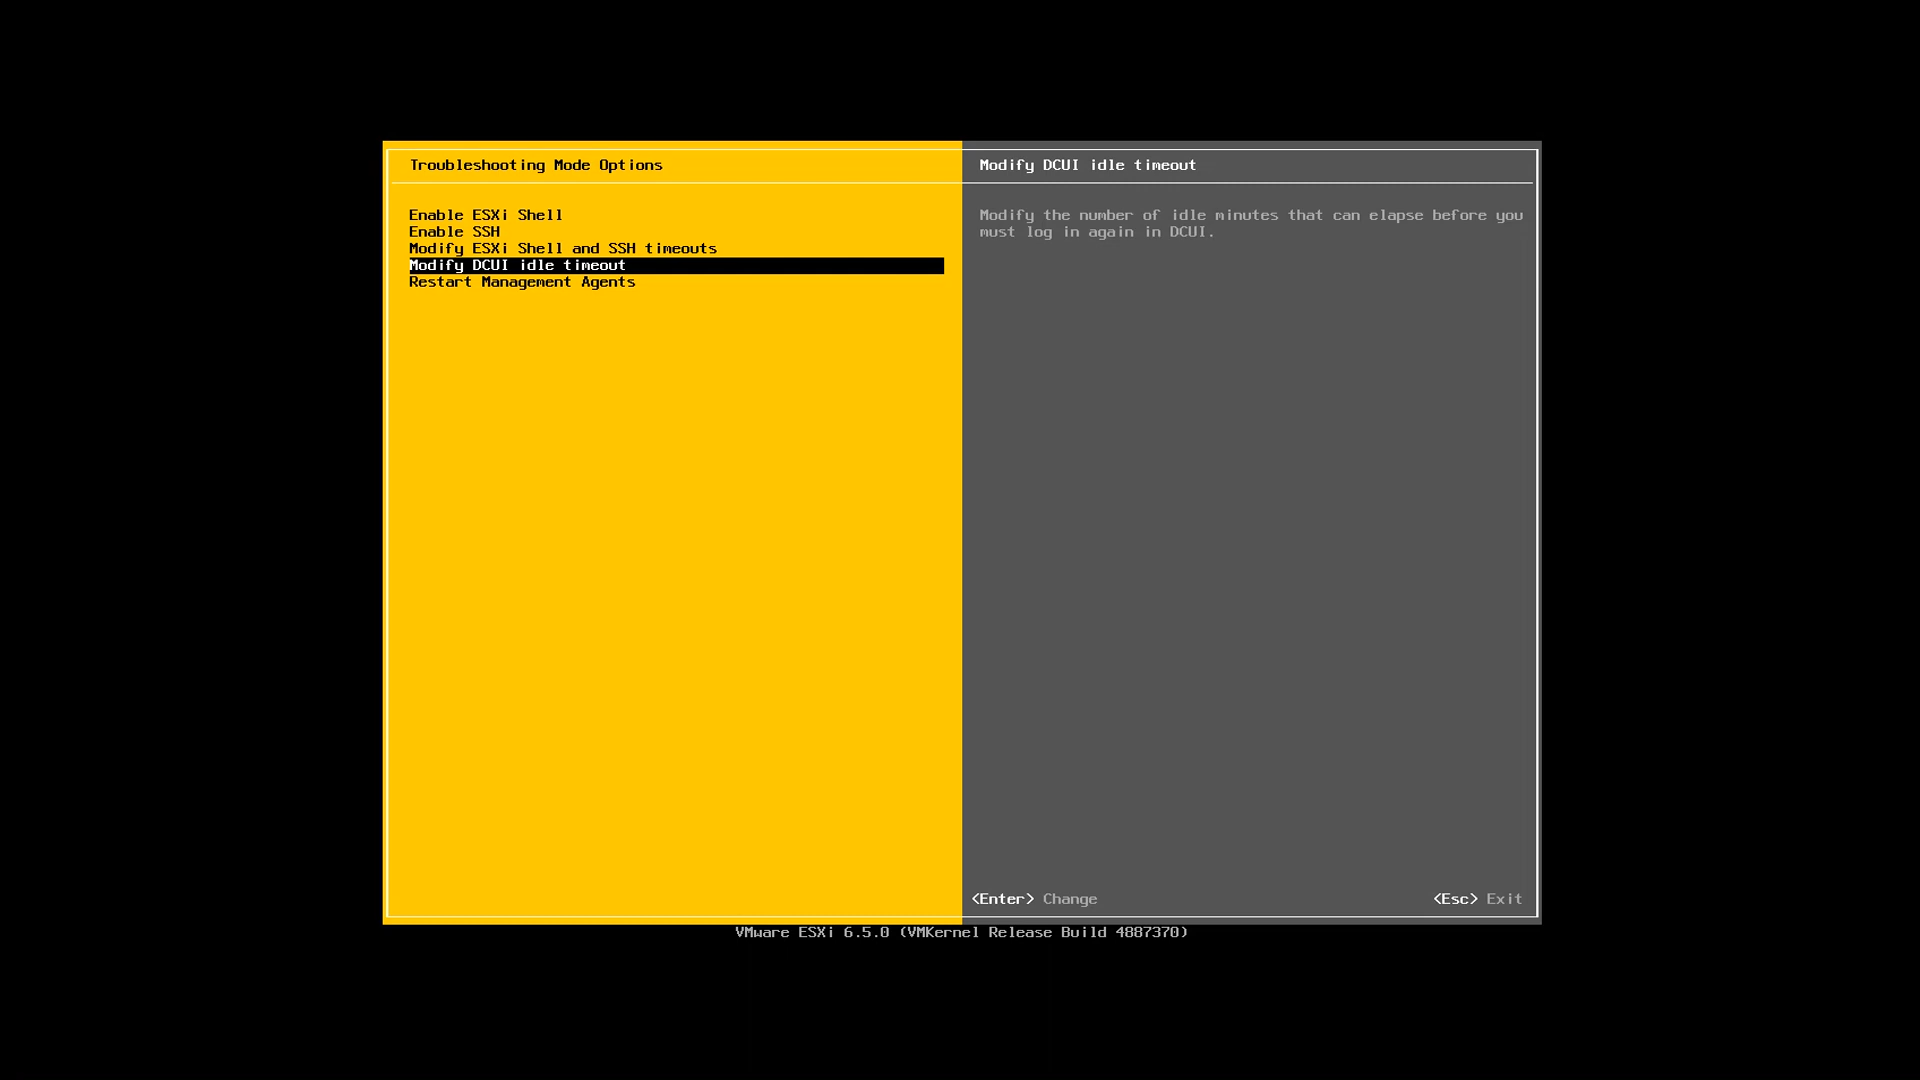 Troubleshooting Mode Options
Enable ESXi Shell
Enable SSH
Modify ESXi Shell and SSH timeouts
Modify DCUI idle timeout
Restart Management Agents
Modify DCUI idle timeout
Modify the number of idle minutes that can elapse before you
must log in again in DCUI.
<Enter> Change
<Esc> Exit
VMware ESXi 6.5.0 (VMKernel Release Build 4887370)